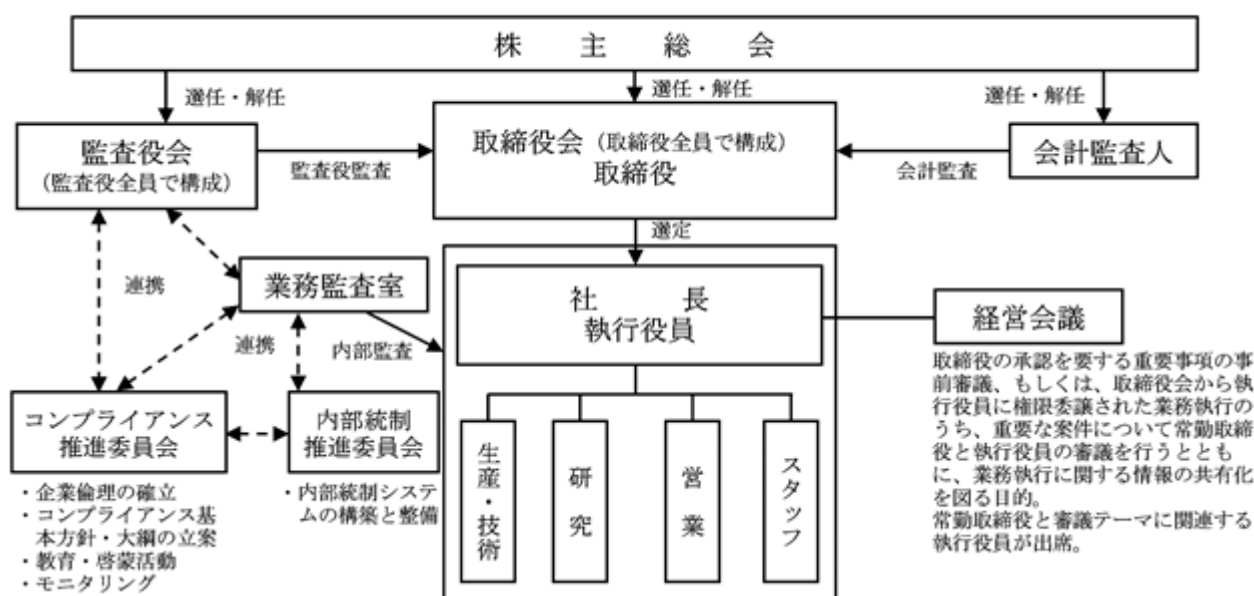 株主総会
選任・解任
選任・解任
選任・解任
監査役会
(監査役全員で構成)
監査役監査
取締役会(取締役全員で構成)
取締役
会計監査
会計監査人
選定
連携
業務監査室
連携
内部監査
社長
執行役員
経営会議
取締役の承認を要する重要事項の事
前審議、もしくは、取締役会から執
行役員に権限委譲された業務執行の
うち、重要な案件について常勤取締
役と執行役員の審議を行うととも
に、業務執行に関する情報の共有化
を図る目的。
常勤取締役と審議テーマに関連する
執行役員が出席。
コンプライアンス
推進委員会
・企業倫理の確立
・コンプライアンス基
本方針・大綱の立案
・教育・啓蒙活動
・モニタリング
内部統制
推進委員会
・内部統制システ
ムの構築と整備
生産・技術
研究
営業
スタッフ